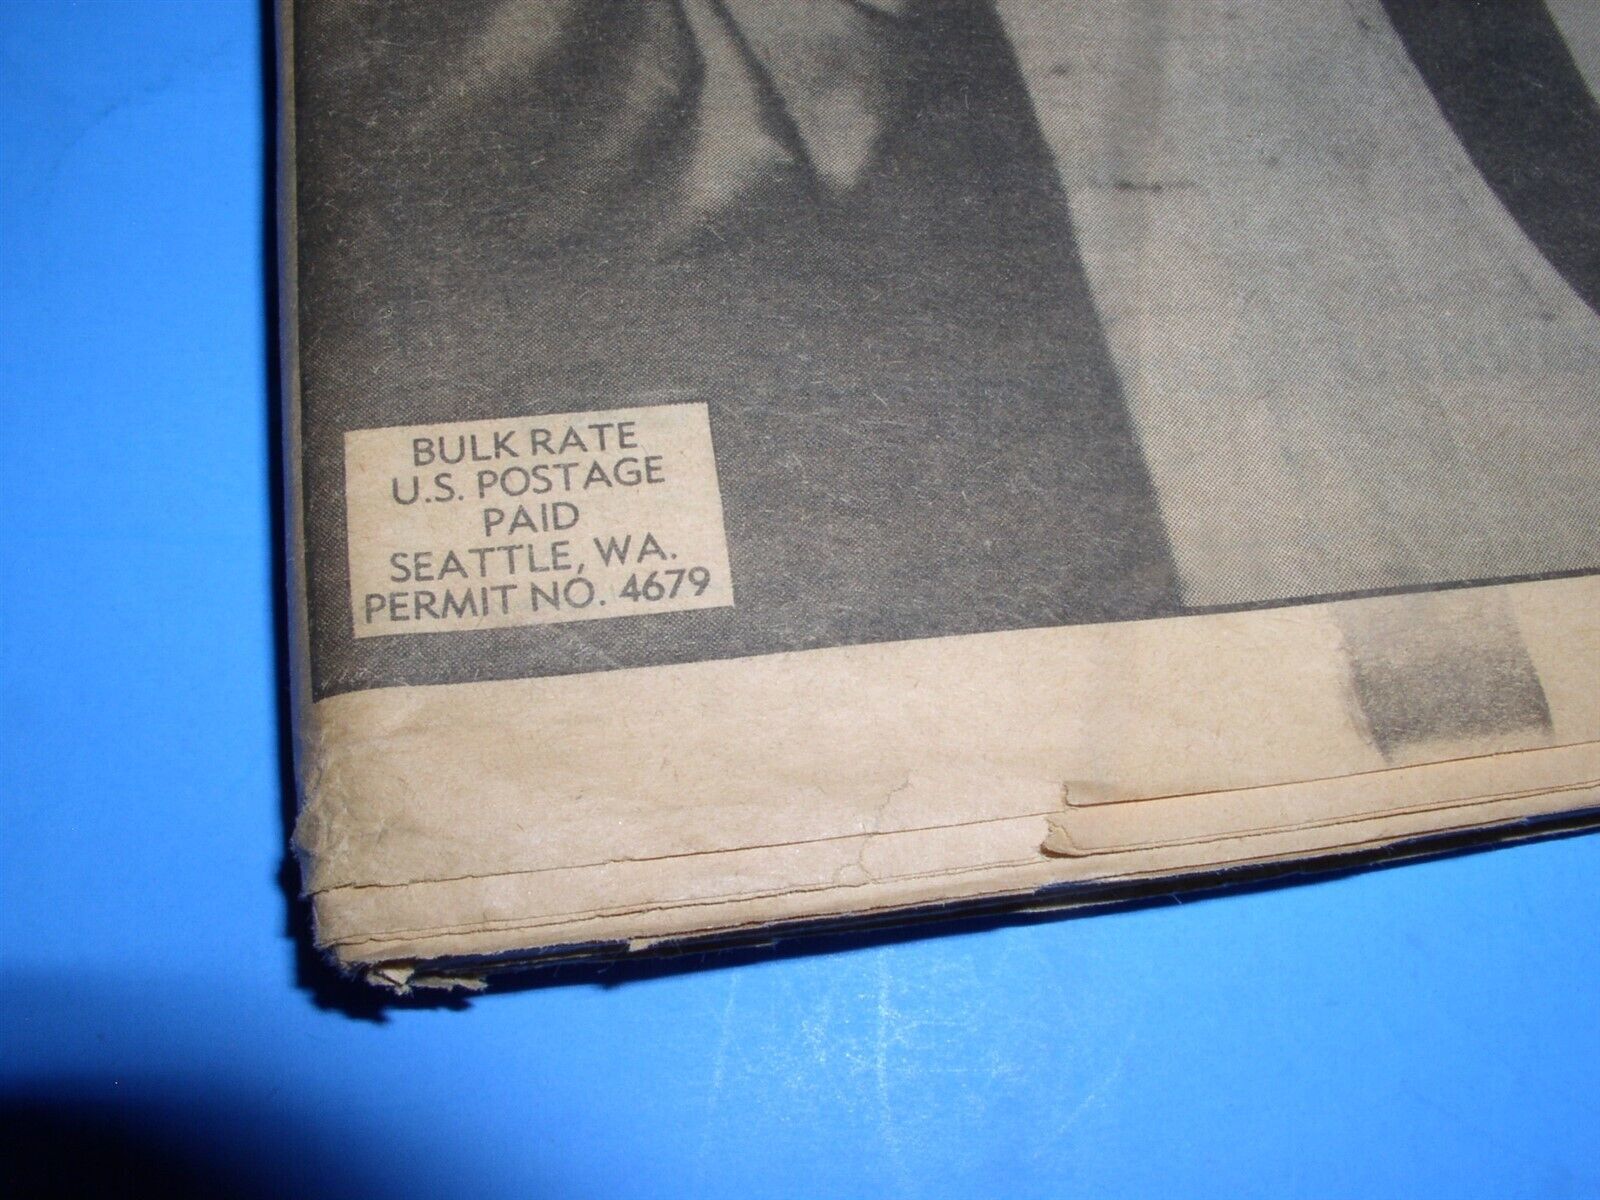 BULK RATE
U.S. POSTAGE
PAID
SEATTLE, WA.
PERMIT NO. 4679